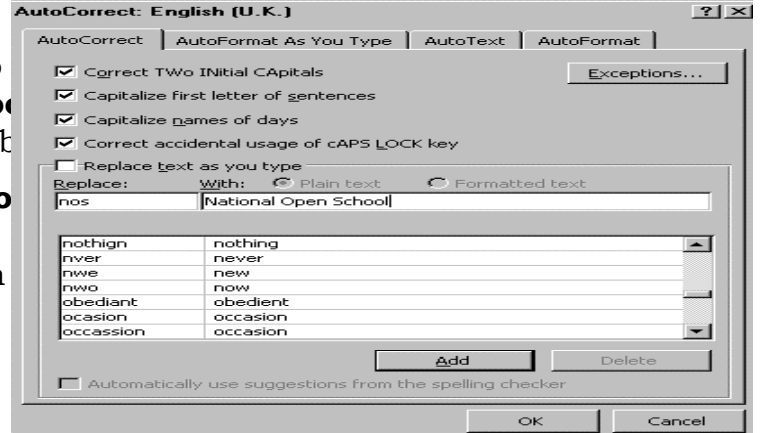 AutoCorrect: English (U.K.)
AutoCorrect AutoFormat As You Type AutoText AutoFormat
Correct TWo INitial CApitals Exceptions...
Capitalize first letter of sentences
Capitalize names of days
Correct accidental usage of cAPS LOCK key
Replace text as you type
Replace: With: Plain text Formatted text
nos National Open School
nothign nothing
nver never
nwe new
nwo now
obediant obedient
ocasion occasion
occassion occasion
Add Delete
Automatically use suggestions from the spelling checker
OK Cancel